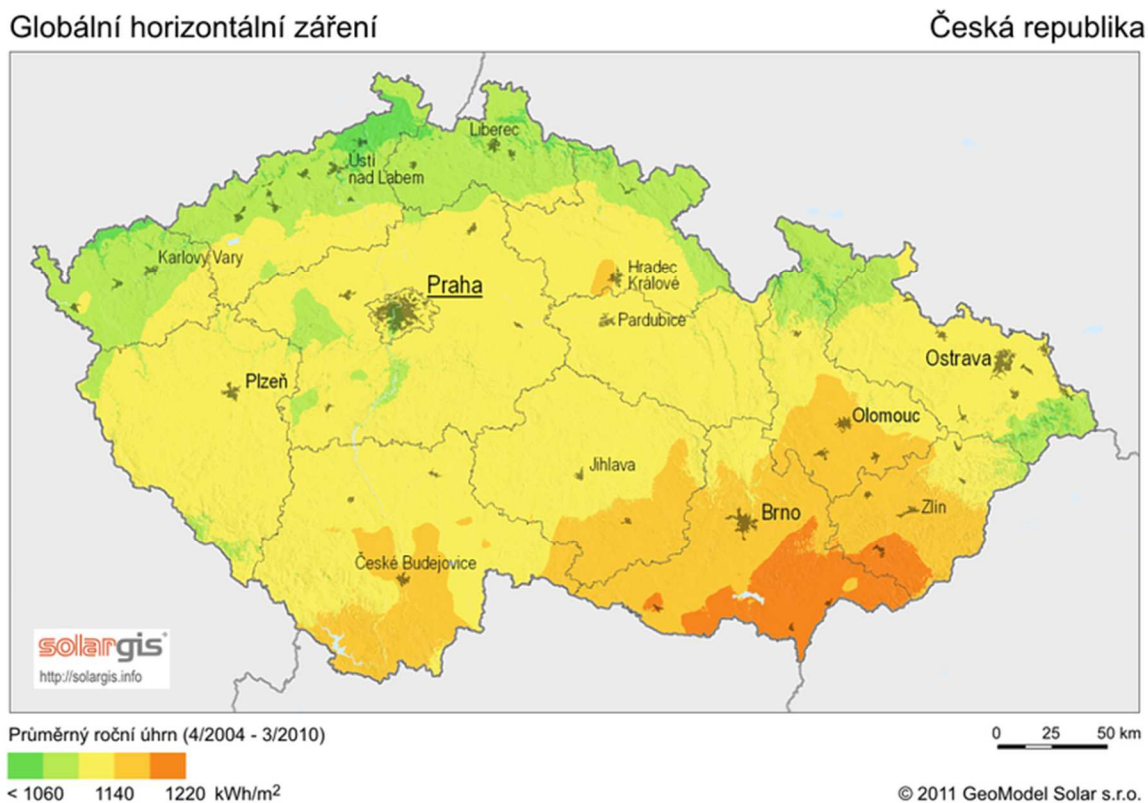 Globální horizontální záření
Česká republika
Liberec
Ústí
nad Labem
Karlovy Vary
Hradec
Králové
Praha
Pardubice
Ostrava
Plzeň
Olomouc
Jihlava
Brno
Zlín
České Budejovice
solargis
http://solargis.info
Průměrný roční úhrn (4/2004 - 3/2010)
0 25 50 km
< 1060 1140 1220 kWh/m²
© 2011 GeoModel Solar s.r.o.